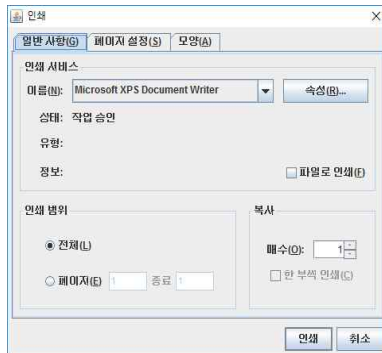 인쇄
일반 사항(G) 페이지 설정(S) 모양(A)
인쇄 서비스
이름(N): Microsoft XPS Document Writer 속성(R)...
상태: 작업 승인
유형:
정보: 파일로 인쇄(F)
인쇄 범위 복사
전체(L)
매수(O): 1
페이지(E) 1 종료 1
한 부씩 인쇄(C)
인쇄 취소